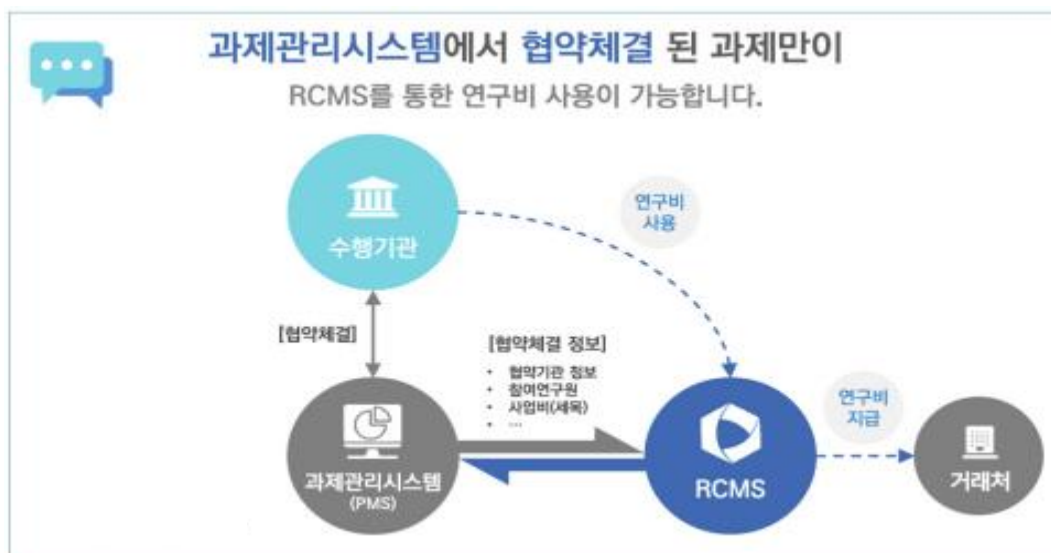 과제관리시스템에서 협약체결 된 과제만이
RCMS를 통한 연구비 사용이 가능합니다.
연구비
사용
수행기관
[협약체결]
[협약체결 정보]
• 협약기관 정보
• 참여연구원
• 사업비(세목)
• ...
연구비
지급
과제관리시스템
(PMS)
RCMS
거래처